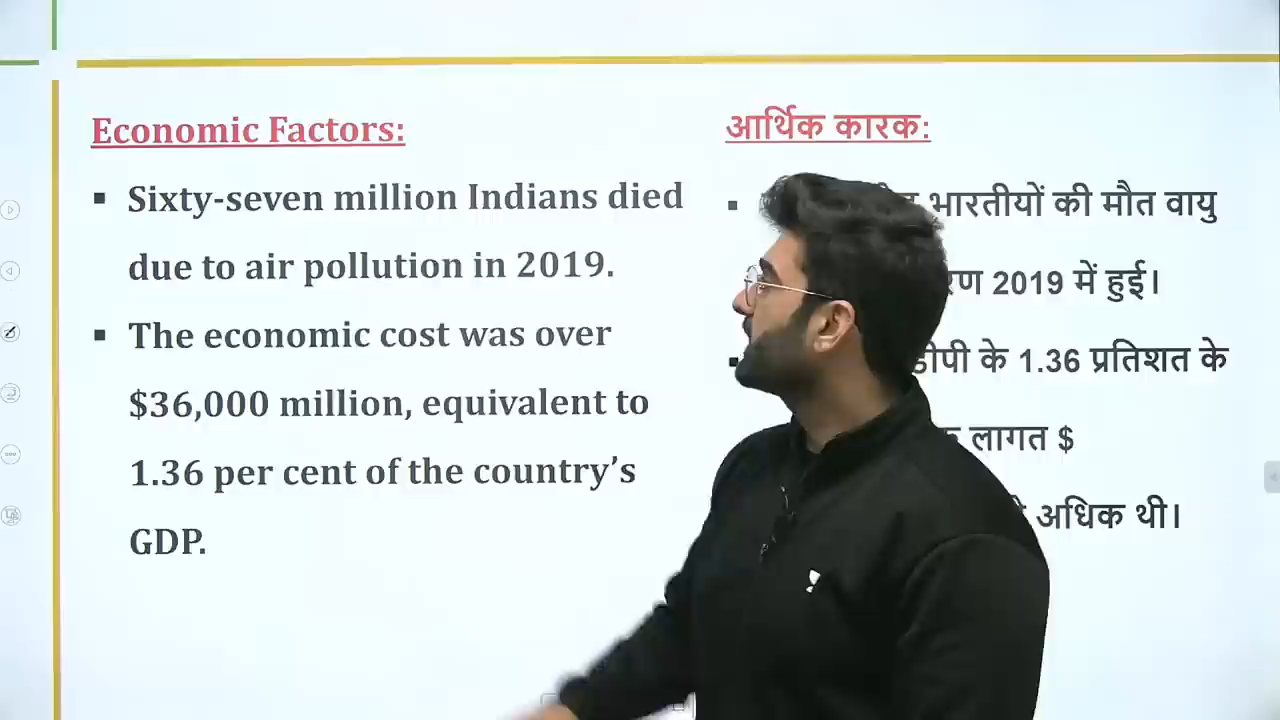 Economic Factors:
▪ Sixty-seven million Indians died
due to air pollution in 2019.
▪ The economic cost was over
$36,000 million, equivalent to
1.36 per cent of the country’s
GDP.
आर्थिक कारक:
▪ भारतीयों की मौत वायु
2019 में हुई।
▪ के 1.36 प्रतिशत के
लागत $
अधिक थी।